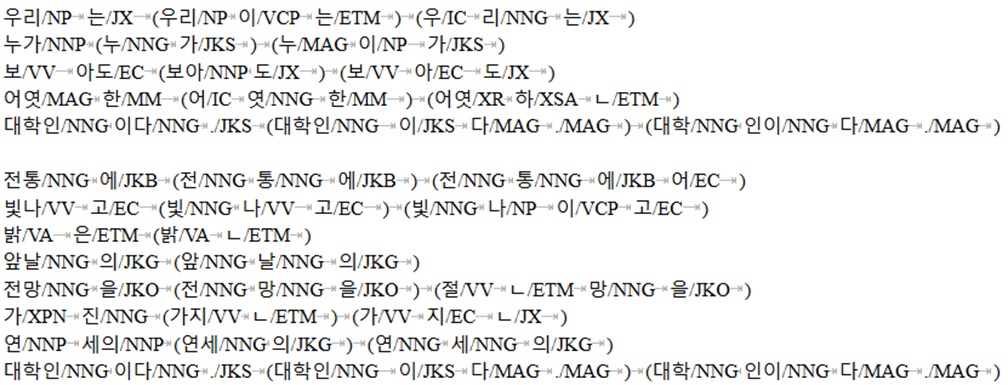 우리/NP→는/JX→(우리/NP→이/VCP→는/ETM→)→(우/IC→리/NNG→는/JX→)
누가/NNP→(누/NNG→가/JKS→)→(누/MAG→이/NP→가/JKS→)
보/VV→아도/EC→(보아/NNP→도/JX→)→(보/VV→아/EC→도/JX→)
어엿/MAG→한/MM→(어/IC→엿/NNG→한/MM→)→(어엿/XR→하/XSA→ㄴ/ETM→)
대학인/NNG→이다/NNG→./JKS→(대학인/NNG→이/JKS→다/MAG→./MAG→)→(대학/NNG→인이/NNG→다/MAG→./MAG→)
전통/NNG→에/JKB→(전/NNG→통/NNG→에/JKB→)→(전/NNG→통/NNG→에/JKB→어/EC→)
빛나/VV→고/EC→(빛/NNG→나/VV→고/EC→)→(빛/NNG→나/NP→이/VCP→고/EC→)
밝/VA→은/ETM→(밝/VA→ㄴ/ETM→)
앞날/NNG→의/JKG→(앞/NNG→날/NNG→의/JKG→)
전망/NNG→을/JKO→(전/NNG→망/NNG→을/JKO→)→(절/VV→ㄴ/ETM→망/NNG→을/JKO→)
가/XPN→진/NNG→(가지/VV→ㄴ/ETM→)→(가/VV→지/EC→ㄴ/JX→)
연/NNP→세의/NNP→(연세/NNG→의/JKG→)→(연/NNG→세/NNG→의/JKG→)
대학인/NNG→이다/NNG→./JKS→(대학인/NNG→이/JKS→다/MAG→./MAG→)→(대학/NNG→인이/NNG→다/MAG→./MAG→)